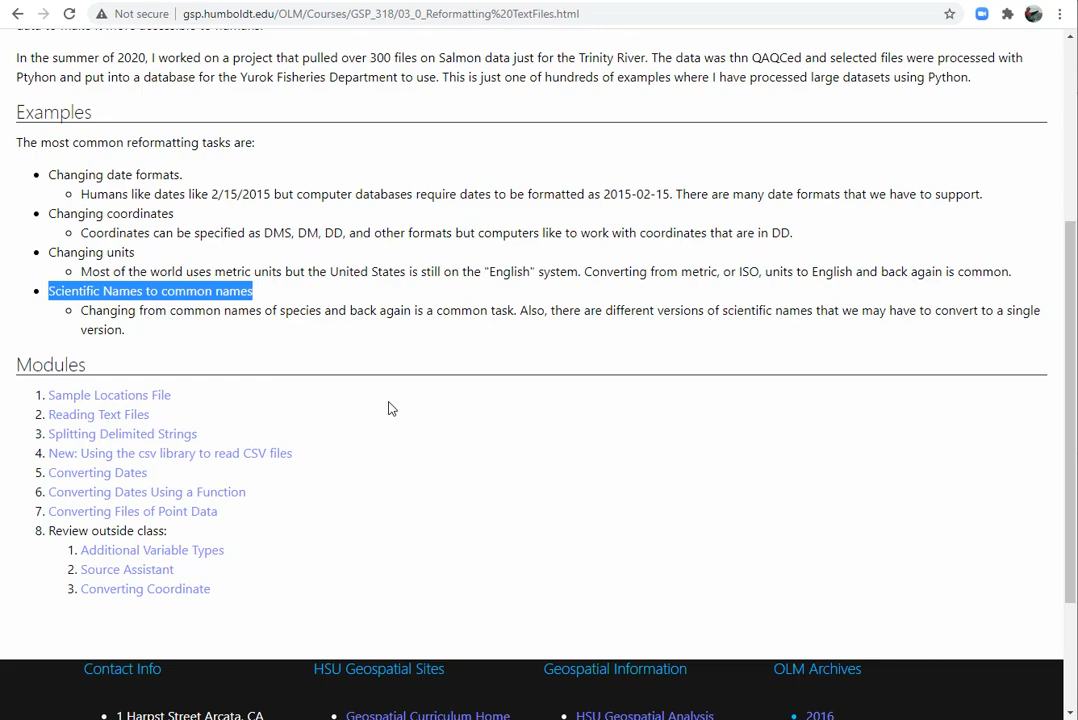 Not secure | gsp.humboldt.edu/OLM/Courses/GSP_318/03_0_Reformatting%20TextFiles.html
data to make it more accessible to humans.
In the summer of 2020, I worked on a project that pulled over 300 files on Salmon data just for the Trinity River. The data was thn QAQCed and selected files were processed with
Ptyhon and put into a database for the Yurok Fisheries Department to use. This is just one of hundreds of examples where I have processed large datasets using Python.
Examples
The most common reformatting tasks are:
Changing date formats.
Humans like dates like 2/15/2015 but computer databases require dates to be formatted as 2015-02-15. There are many date formats that we have to support.
Changing coordinates
Coordinates can be specified as DMS, DM, DD, and other formats but computers like to work with coordinates that are in DD.
Changing units
Most of the world uses metric units but the United States is still on the "English" system. Converting from metric, or ISO, units to English and back again is common.
Scientific Names to common names
Changing from common names of species and back again is a common task. Also, there are different versions of scientific names that we may have to convert to a single
version.
Modules
1. Sample Locations File
2. Reading Text Files
3. Splitting Delimited Strings
4. New: Using the csv library to read CSV files
5. Converting Dates
6. Converting Dates Using a Function
7. Converting Files of Point Data
8. Review outside class:
1. Additional Variable Types
2. Source Assistant
3. Converting Coordinate
Contact Info HSU Geospatial Sites Geospatial Information OLM Archives
1 Harpst Street Arcata, CA Geospatial Curriculum Home HSU Geospatial Analysis 2016